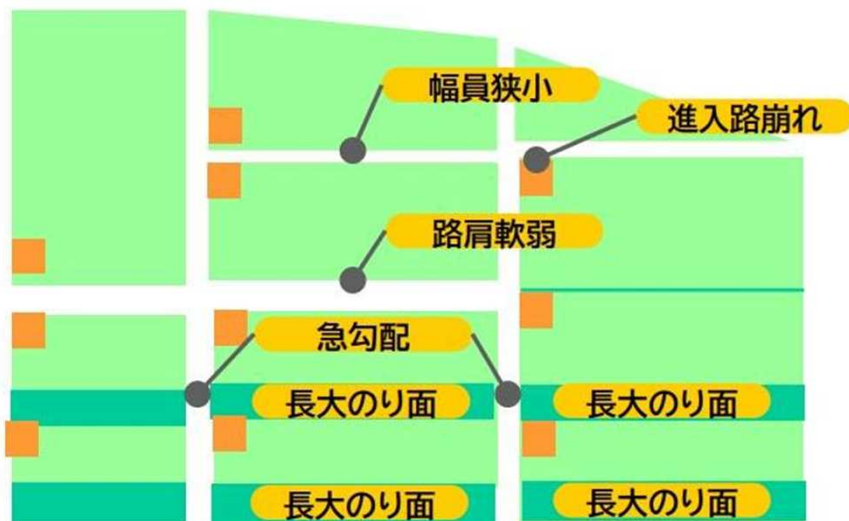 幅員狭小
進入路崩れ
路肩軟弱
急勾配
長大のり面
長大のり面
長大のり面
長大のり面